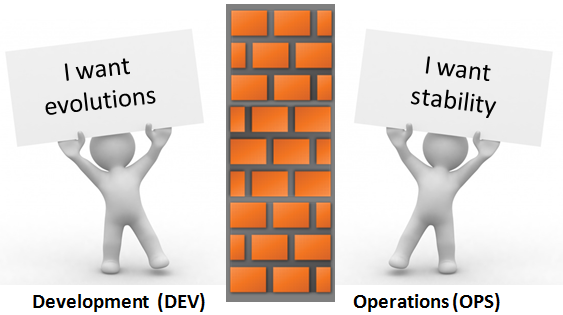 I want
evolutions
I want
stability
Development (DEV)
Operations (OPS)